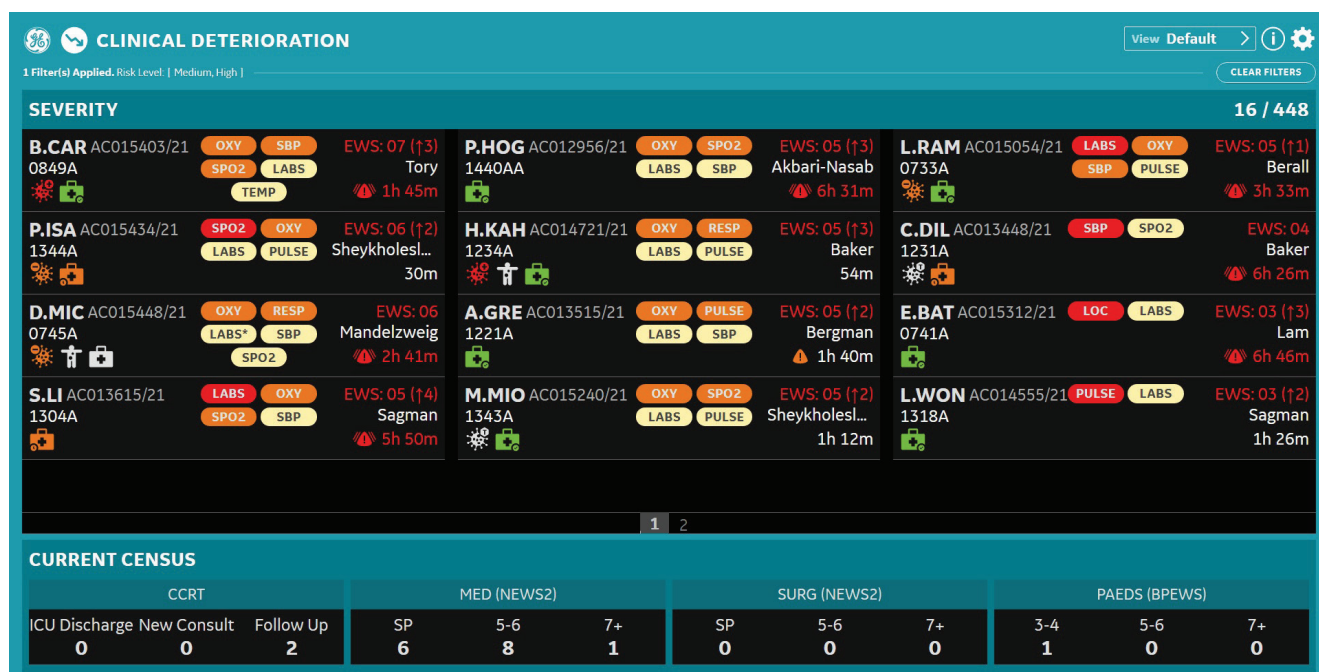 CLINICAL DETERIORATION
View Default
1 Filter(s) Applied. Risk Level: [ Medium, High ]
CLEAR FILTERS
SEVERITY
16 / 448
B.CAR AC015403/21 OXY SBP EWS: 07 (↑3)
0849A SPO2 LABS Tory
TEMP 1h 45m
P.HOG AC012956/21 OXY SPO2 EWS: 05 (↑3)
1440AA LABS SBP Akbari-Nasab
6h 31m
L.RAM AC015054/21 LABS OXY EWS: 05 (↑1)
0733A SBP PULSE Berall
3h 33m
P.ISA AC015434/21 SPO2 OXY EWS: 06 (↑2)
1344A LABS PULSE Sheykholesl...
30m
H.KAH AC014721/21 OXY RESP EWS: 05 (↑3)
1234A LABS PULSE Baker
54m
C.DIL AC013448/21 SBP SPO2 EWS: 04
1231A Baker
6h 26m
D.MIC AC015448/21 OXY RESP EWS: 06
0745A LABS* SBP Mandelzweig
SPO2 2h 41m
A.GRE AC013515/21 OXY PULSE EWS: 05 (↑2)
1221A LABS SBP Bergman
1h 40m
E.BAT AC015312/21 LOC LABS EWS: 03 (↑3)
0741A Lam
6h 46m
S.LI AC013615/21 LABS OXY EWS: 05 (↑4)
1304A SPO2 SBP Sagman
5h 50m
M.MIO AC015240/21 OXY SPO2 EWS: 05 (↑2)
1343A LABS PULSE Sheykholesl...
1h 12m
L.WON AC014555/21 PULSE LABS EWS: 03 (↑2)
1318A Sagman
1h 26m
1 2
CURRENT CENSUS
CCRT MED (NEWS2) SURG (NEWS2) PAEDS (BPEWS)
ICU Discharge New Consult Follow Up SP 5-6 7+ SP 5-6 7+ 3-4 5-6 7+
0 0 2 6 8 1 0 0 0 1 0 0